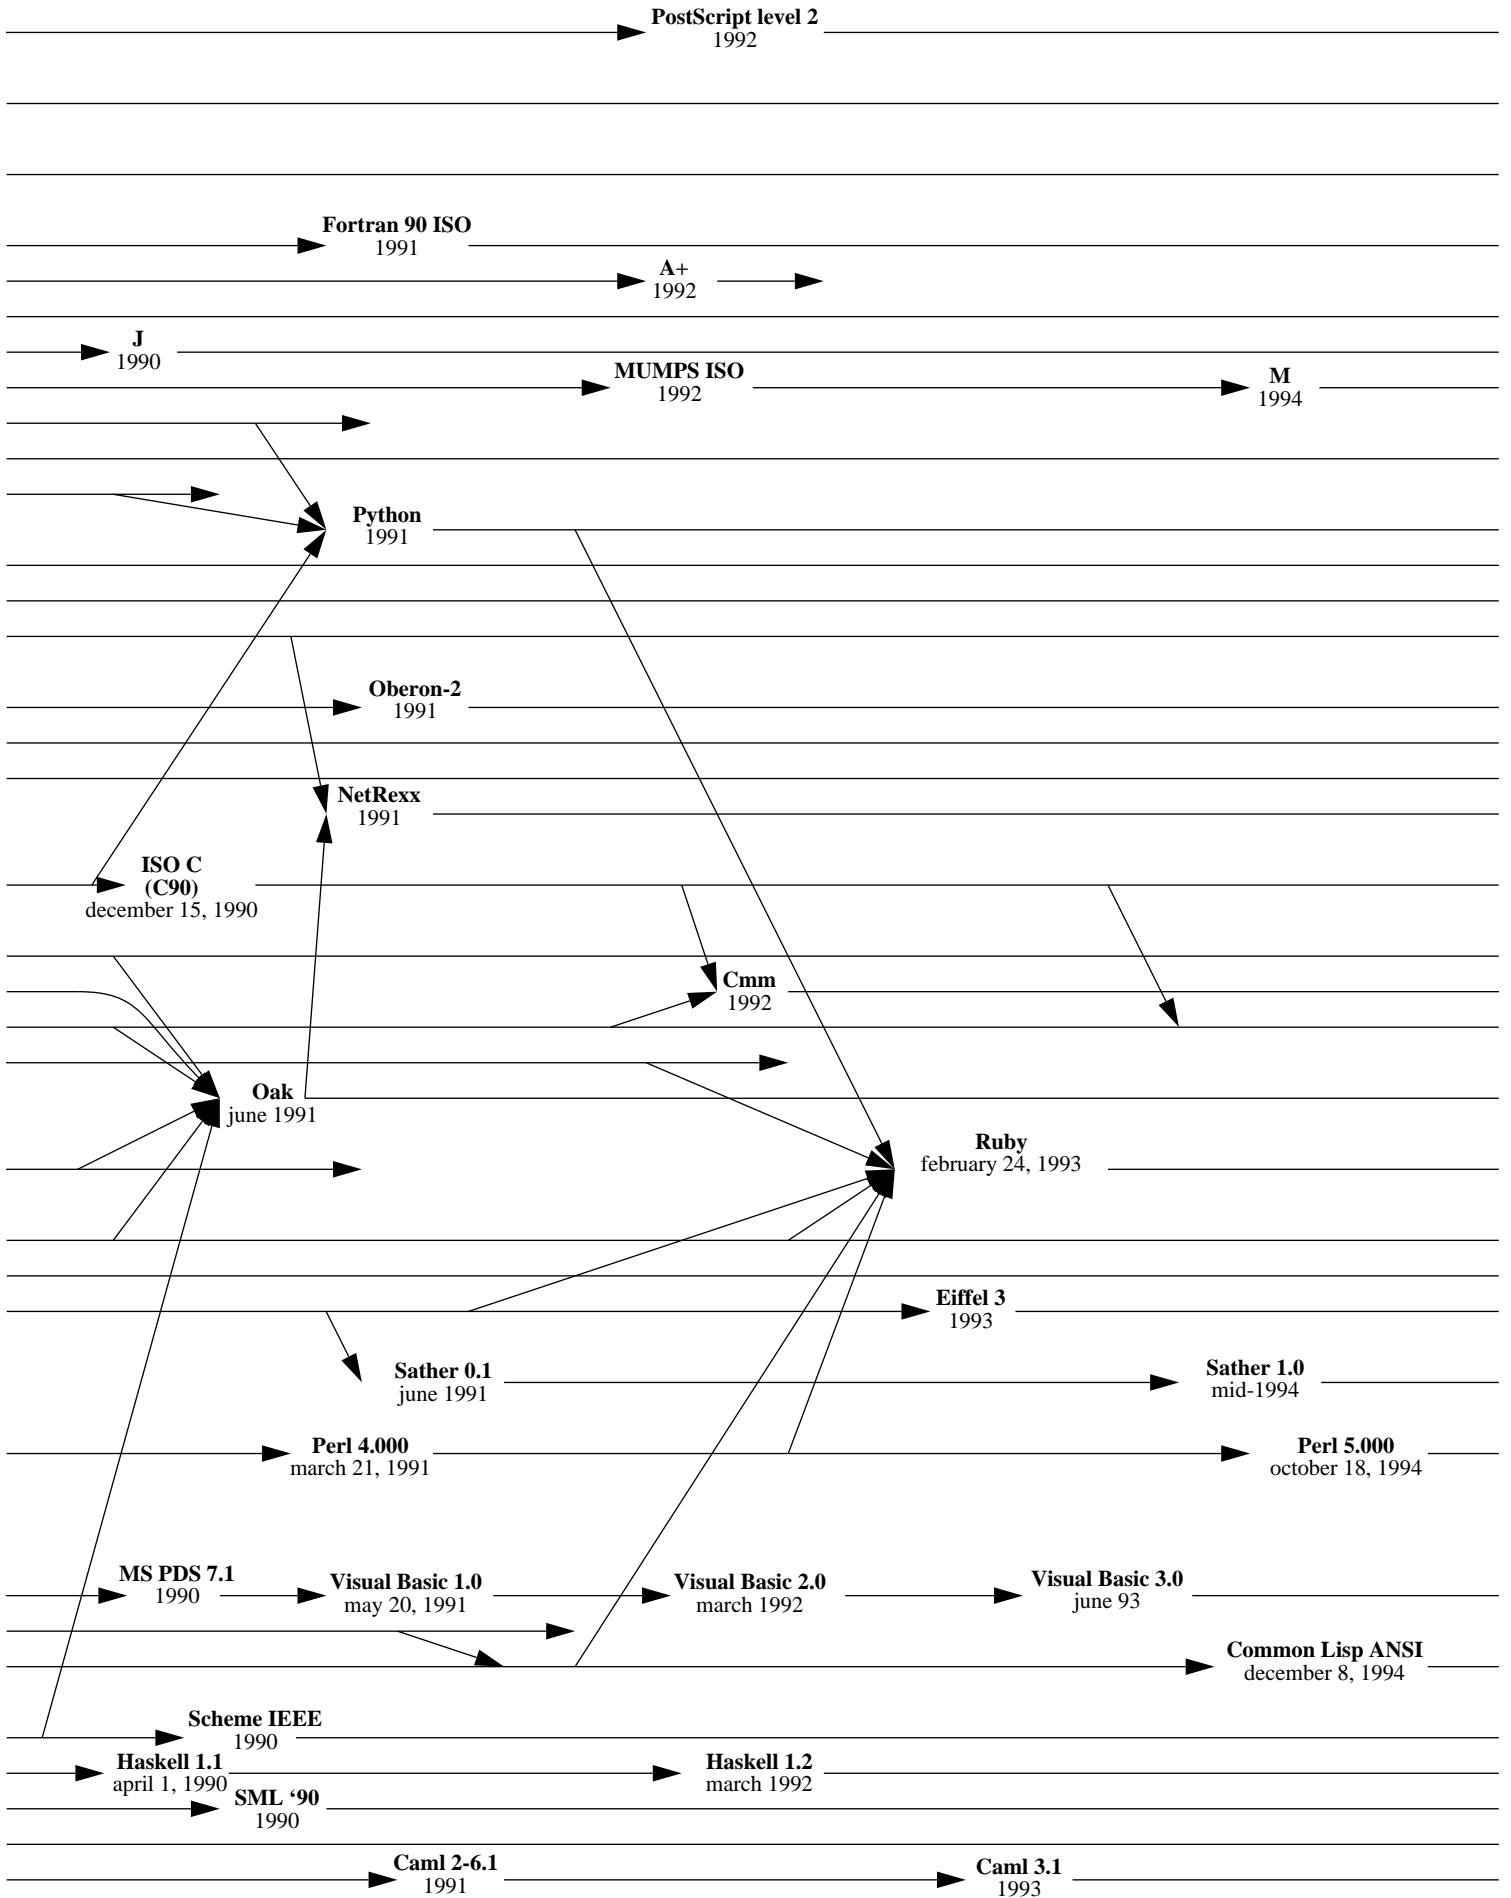 PostScript level 2
1992
Fortran 90 ISO
1991
A+
1992
J
1990
MUMPS ISO
1992
M
1994
Python
1991
Oberon-2
1991
NetRexx
1991
ISO C
(C90)
december 15, 1990
Cmm
1992
Oak
june 1991
Ruby
february 24, 1993
Eiffel 3
1993
Sather 0.1
june 1991
Sather 1.0
mid-1994
Perl 4.000
march 21, 1991
Perl 5.000
october 18, 1994
MS PDS 7.1
1990
Visual Basic 1.0
may 20, 1991
Visual Basic 2.0
march 1992
Visual Basic 3.0
june 93
Common Lisp ANSI
december 8, 1994
Scheme IEEE
1990
Haskell 1.1
april 1, 1990
Haskell 1.2
march 1992
SML ‘90
1990
Caml 2-6.1
1991
Caml 3.1
1993